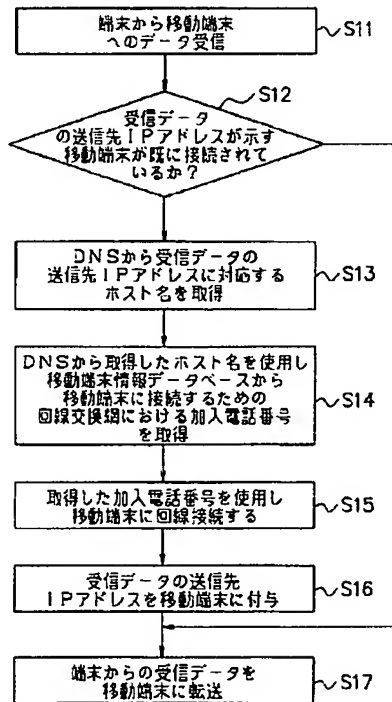 端末から移動端末
へのデータ受信
S11
S12
受信データ
の送信先IPアドレスが示す
移動端末が既に接続されて
いるか?
DNSから受信データの
送信先IPアドレスに対応する
ホスト名を取得
S13
DNSから取得したホスト名を使用し
移動端末情報データベースから
移動端末に接続するための
回線交換網における加入電話番号
を取得
S14
取得した加入電話番号を使用し
移動端末に回線接続する
S15
受信データの送信先
IPアドレスを移動端末に付与
S16
端末からの受信データを
移動端末に転送
S17